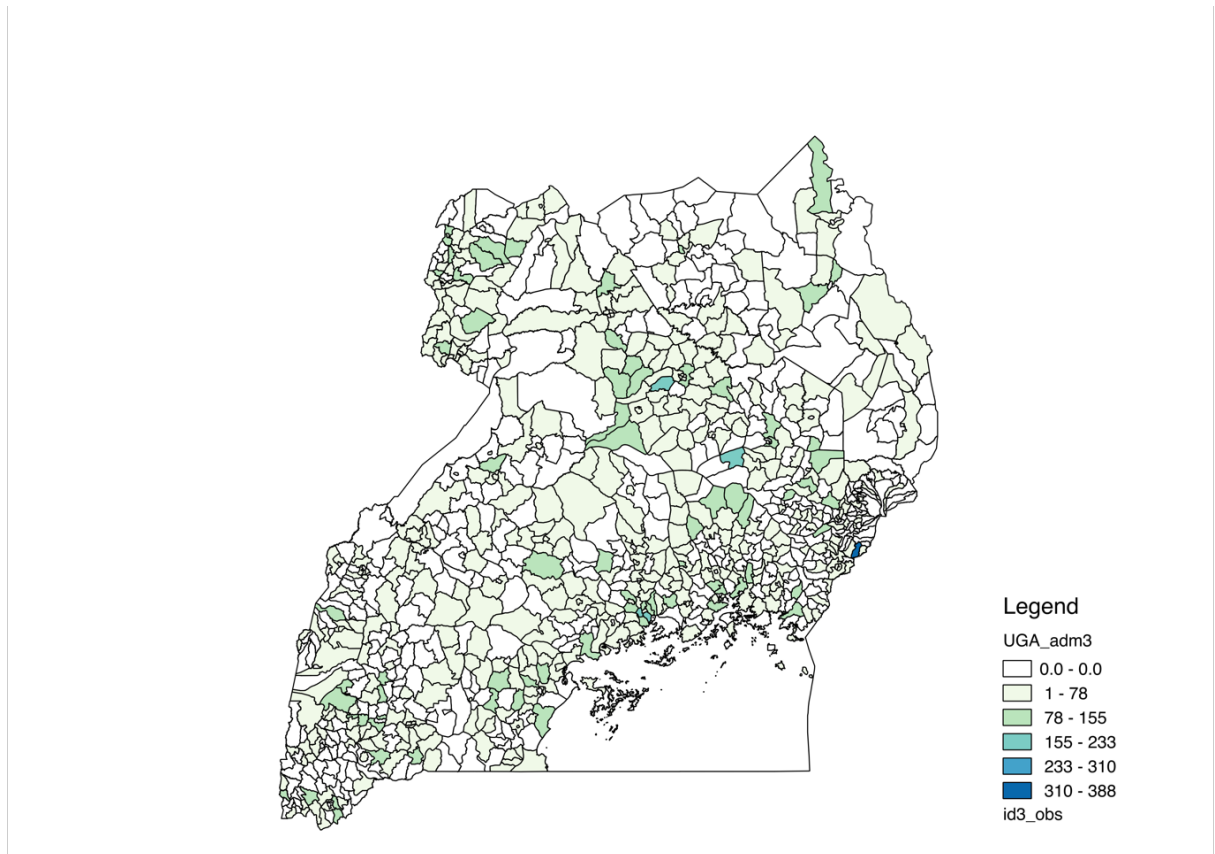 Legend
UGA_adm3
0.0 - 0.0
1 - 78
78 - 155
155 - 233
233 - 310
310 - 388
id3_obs